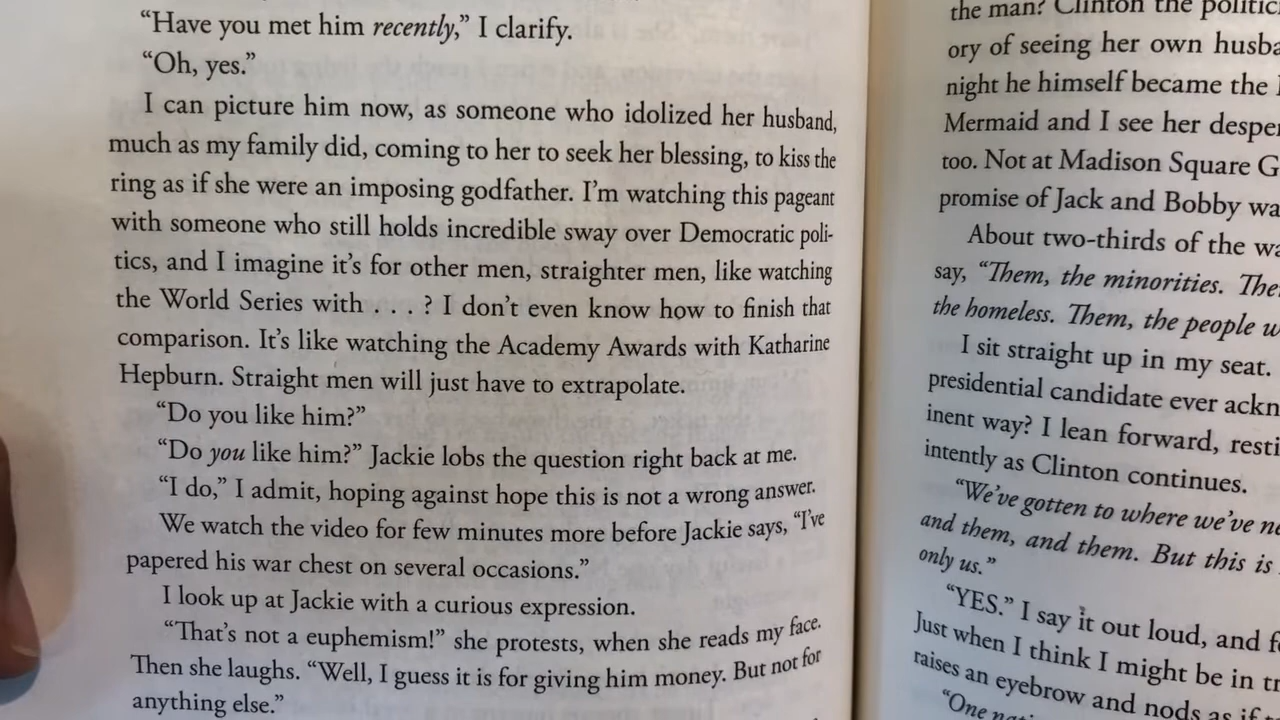 "Have you met him recently," I clarify.
"Oh, yes."
I can picture him now, as someone who idolized her husband,
much as my family did, coming to her to seek her blessing, to kiss the
ring as if she were an imposing godfather. I'm watching this pageant
with someone who still holds incredible sway over Democratic poli-
tics, and I imagine it's for other men, straighter men, like watching
the World Series with . . . ? I don't even know how to finish that
comparison. It's like watching the Academy Awards with Katharine
Hepburn. Straight men will just have to extrapolate.
"Do you like him?"
"Do you like him?" Jackie lobs the question right back at me.
"I do," I admit, hoping against hope this is not a wrong answer.
We watch the video for few minutes more before Jackie says, "I've
papered his war chest on several occasions."
I look up at Jackie with a curious expression.
"That's not a euphemism!" she protests, when she reads my face.
Then she laughs. "Well, I guess it is for giving him money. But not for
anything else."
the man? Clinton the
ory of seeing her own
night he himself became the
Mermaid and I see her
too. Not at Madison Square
promise of Jack and Bobby
About two-thirds of the
say, "Them, the minorities.
the homeless. Them, the people
I sit straight up in my seat.
presidential candidate ever
inent way? I lean forward,
intently as Clinton continues.
"We've gotten to where we've
and them, and them. But this is
only us."
"YES." I say it out loud, and
Just when I think I might be in
raises an eyebrow and nods as if
"One